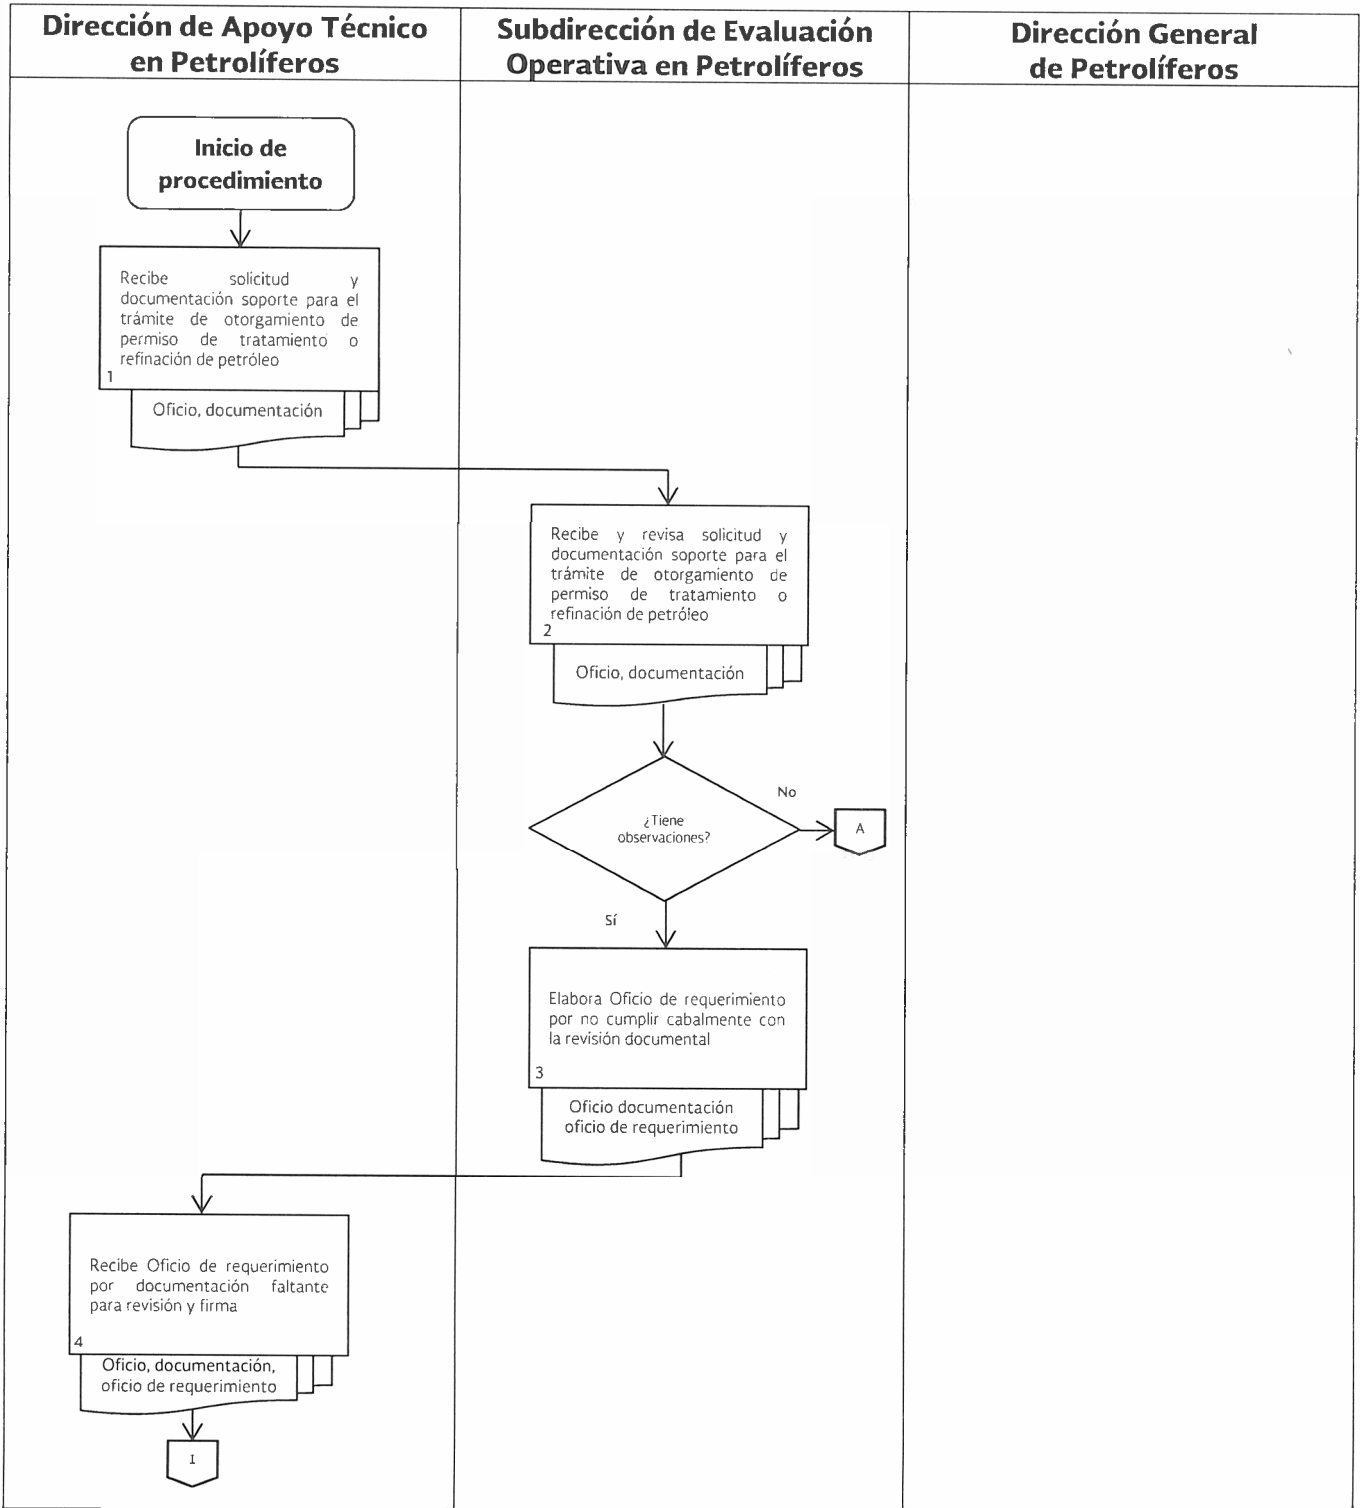 Dirección de Apoyo Técnico
en Petrolíferos
Subdirección de Evaluación
Operativa en Petrolíferos
Dirección General
de Petrolíferos
Inicio de
procedimiento
Recibe solicitud y
documentación soporte para el
trámite de otorgamiento de
permiso de tratamiento o
refinación de petróleo
1
Oficio, documentación
Recibe y revisa solicitud y
documentación soporte para el
trámite de otorgamiento de
permiso de tratamiento o
refinación de petróleo
2
Oficio, documentación
¿Tiene
observaciones?
No
A
Sí
Elabora Oficio de requerimiento
por no cumplir cabalmente con
la revisión documental
3
Oficio documentación
oficio de requerimiento
Recibe Oficio de requerimiento
por documentación faltante
para revisión y firma
4
Oficio, documentación,
oficio de requerimiento
I